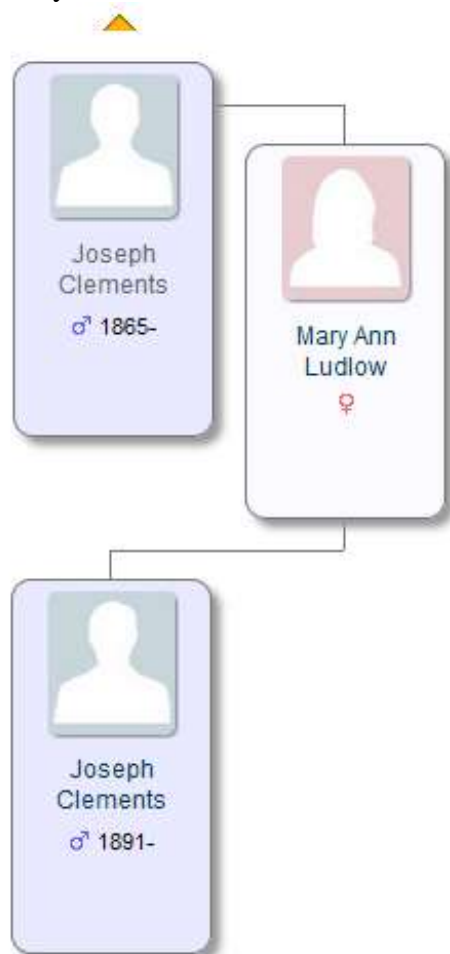 Joseph
Clements
♂ 1865-
Mary Ann
Ludlow
♀
Joseph
Clements
♂ 1891-